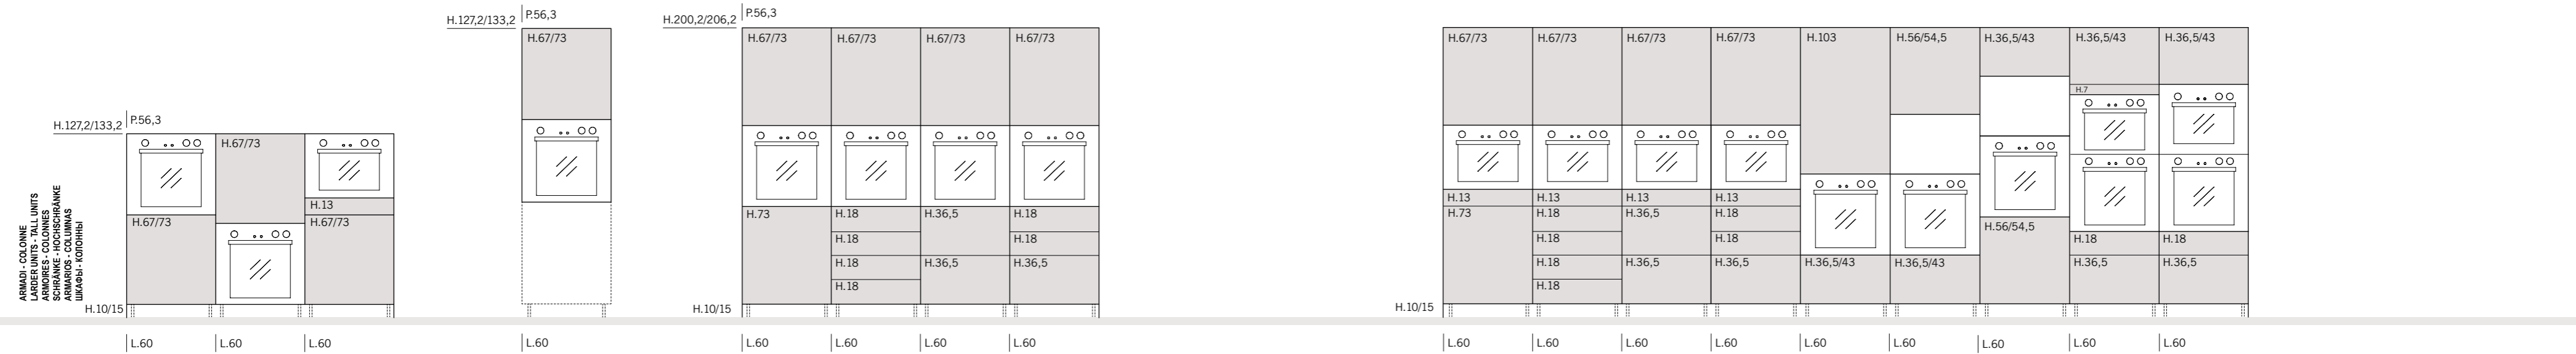 ARMADI - COLONNE
LARDER UNITS - TALL UNITS
ARMOIRES - COLONNES
SCHRÄNKE - HOCHSCHRÄNKE
ARMARIOS - COLUMNAS
ШКАФЫ - КОЛОННЫ
H.127,2/133,2
P.56,3
H.67/73
H.13
H.67/73
H.67/73
H.10/15
L.60
L.60
L.60
H.127,2/133,2
P.56,3
H.67/73
L.60
H.200,2/206,2
P.56,3
H.67/73 H.67/73 H.67/73 H.67/73
H.73 H.18 H.36,5 H.18
H.18 H.18
H.18 H.36,5 H.36,5
H.18
H.10/15
L.60 L.60 L.60 L.60
H.67/73 H.67/73 H.67/73 H.67/73 H.103 H.56/54,5 H.36,5/43 H.36,5/43 H.36,5/43
H.7
H.13 H.13 H.13 H.13
H.73 H.18 H.36,5 H.18
H.56/54,5
H.18 H.18 H.18 H.18
H.18 H.36,5 H.36,5 H.36,5/43 H.36,5/43 H.36,5 H.36,5
H.18
H.10/15
L.60 L.60 L.60 L.60 L.60 L.60 L.60 L.60 L.60